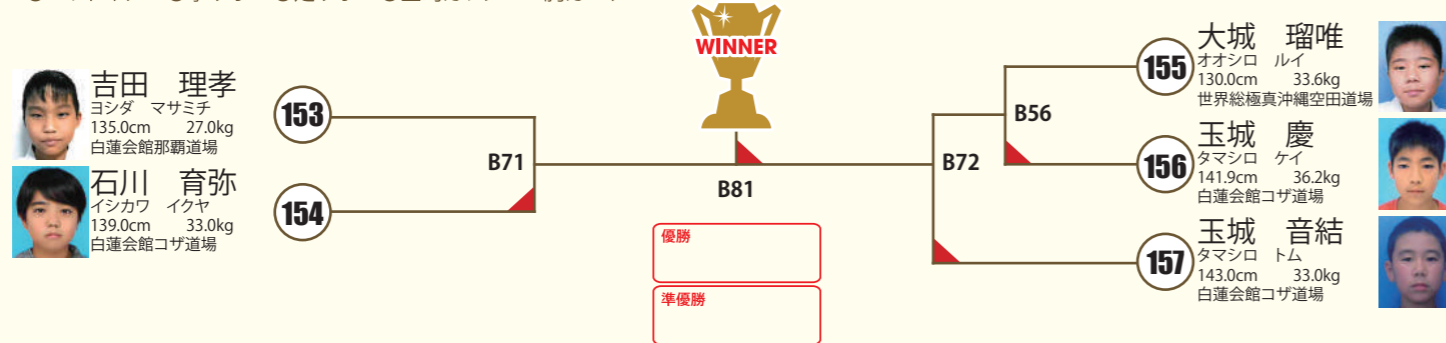 WINNER
吉田　理孝
ヨシダ　マサミチ
135.0cm　27.0kg
白蓮会館那覇道場
153
石川　育弥
イシカワ　イクヤ
139.0cm　33.0kg
白蓮会館コザ道場
154
B71
B81
優勝
準優勝
B72
B56
155
大城　瑠唯
オオシロ　ルイ
130.0cm　33.6kg
世界総極真沖縄空田道場
156
玉城　慶
タマシロ　ケイ
141.9cm　36.2kg
白蓮会館コザ道場
157
玉城　音結
タマシロ　トム
143.0cm　33.0kg
白蓮会館コザ道場